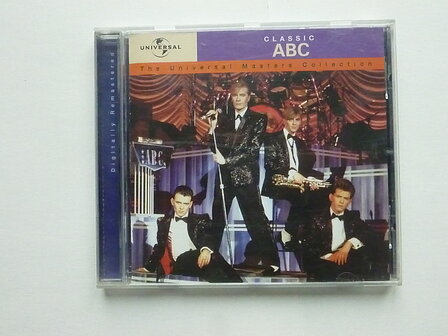 UNIVERSAL
CLASSIC
ABC
The Universal Masters Collection
Digitally Remastered
ABC